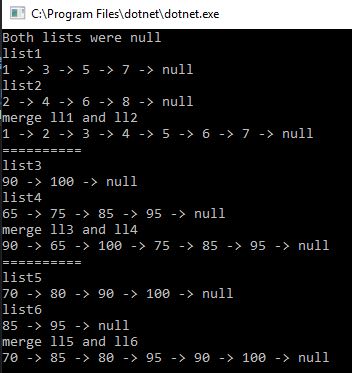 C:\Program Files\dotnet\dotnet.exe
Both lists were null
list1
1 -> 3 -> 5 -> 7 -> null
list2
2 -> 4 -> 6 -> 8 -> null
merge ll1 and ll2
1 -> 2 -> 3 -> 4 -> 5 -> 6 -> 7 -> null
==========
list3
90 -> 100 -> null
list4
65 -> 75 -> 85 -> 95 -> null
merge ll3 and ll4
90 -> 65 -> 100 -> 75 -> 85 -> 95 -> null
==========
list5
70 -> 80 -> 90 -> 100 -> null
list6
85 -> 95 -> null
merge ll5 and ll6
70 -> 85 -> 80 -> 95 -> 90 -> 100 -> null